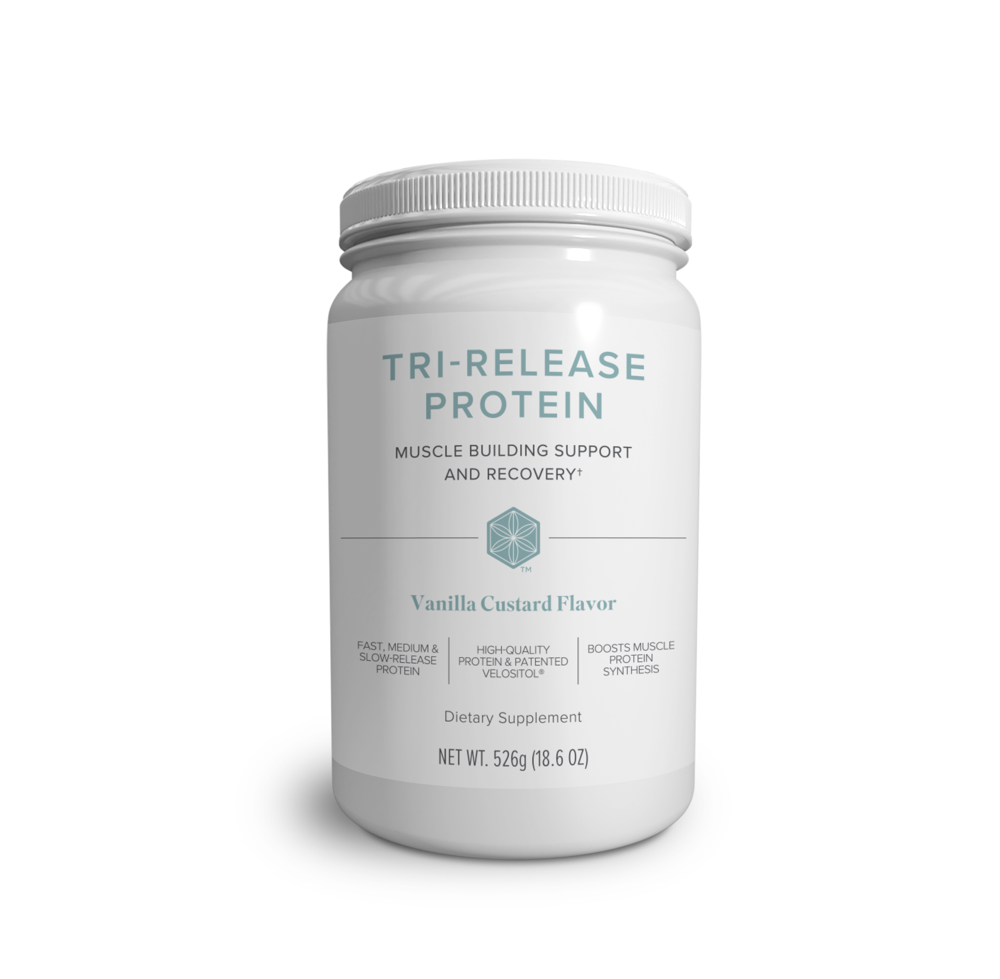 TRI-RELEASE
PROTEIN
MUSCLE BUILDING SUPPORT
AND RECOVERY†
TM
Vanilla Custard Flavor
FAST, MEDIUM &
SLOW-RELEASE
PROTEIN
HIGH-QUALITY
PROTEIN & PATENTED
VELOSITOL®
BOOSTS MUSCLE
PROTEIN
SYNTHESIS
Dietary Supplement
NET WT. 526g (18.6 OZ)